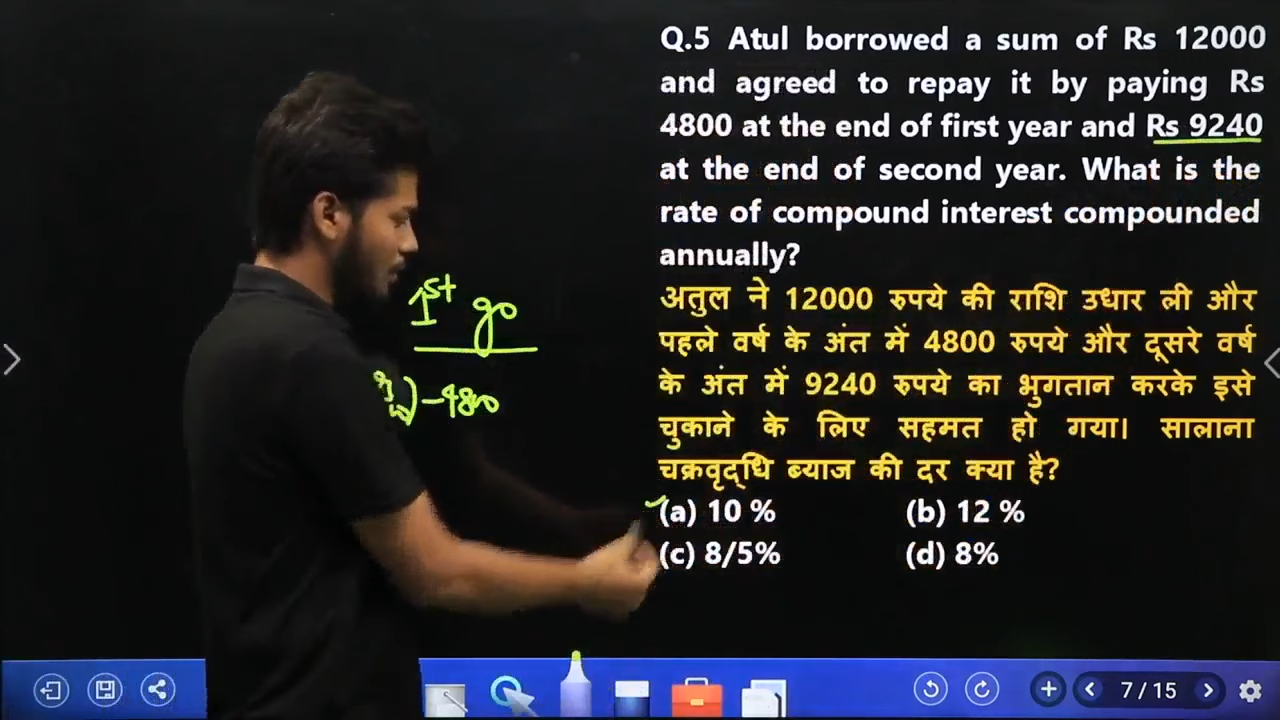 Q.5 Atul borrowed a sum of Rs 12000
and agreed to repay it by paying Rs
4800 at the end of first year and Rs 9240
at the end of second year. What is the
rate of compound interest compounded
annually?
अतुल ने 12000 रुपये की राशि उधार ली और
पहले वर्ष के अंत में 4800 रुपये और दूसरे वर्ष
के अंत में 9240 रुपये का भुगतान करके इसे
चुकाने के लिए सहमत हो गया। सालाना
चक्रवृद्धि ब्याज की दर क्या है?
(a) 10 % (b) 12 %
(c) 8/5% (d) 8%
1st go
) - 4800
7 / 15